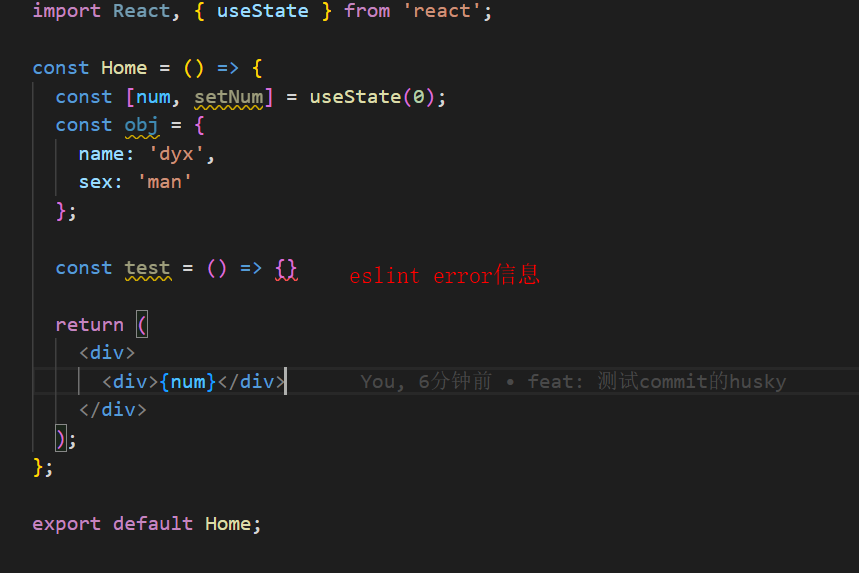 import React, { useState } from 'react';
const Home = () => {
const [num, setNum] = useState(0);
const obj = {
name: 'dyx',
sex: 'man'
};
const test = () => {} eslint error信息
return (
<div>
<div>{num}</div> You, 6分钟前 • feat: 测试commit的husky
</div>
);
};
export default Home;